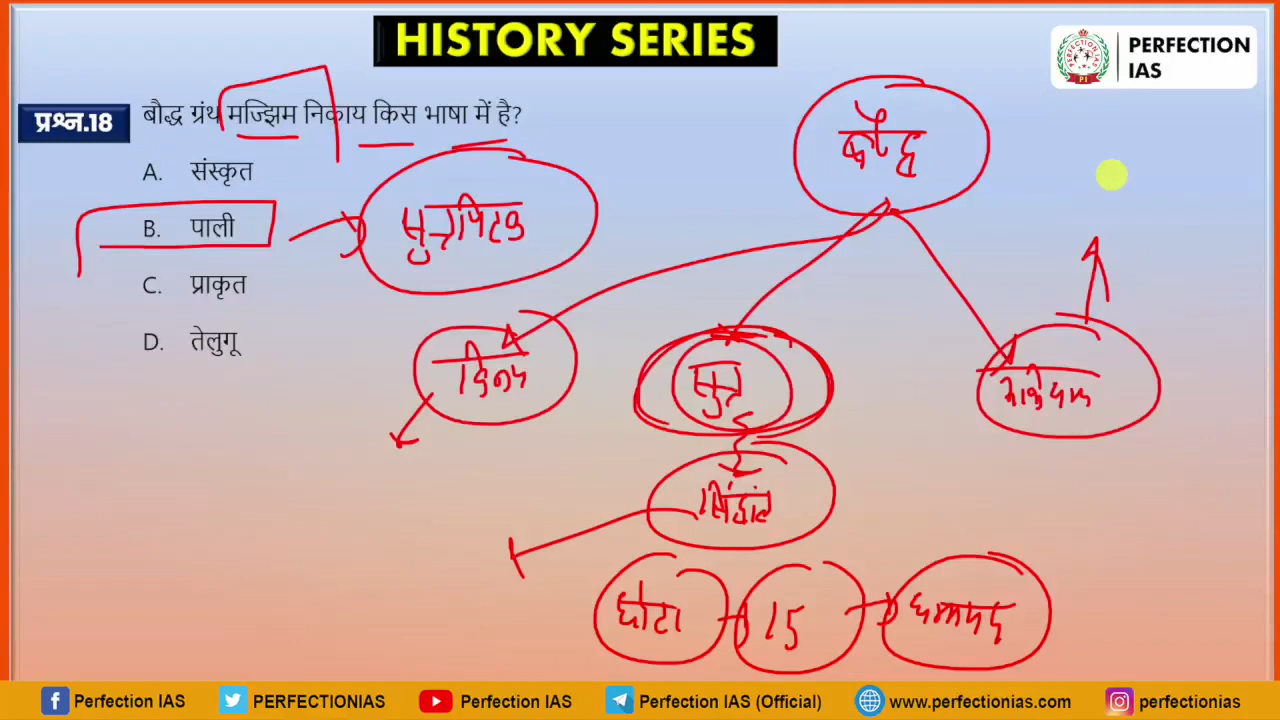 HISTORY SERIES
PERFECTION
IAS
प्रश्न.18
बौद्ध ग्रंथ मज्झिम निकाय किस भाषा में है?
A. संस्कृत
B. पाली
C. प्राकृत
D. तेलुगू
बौद्ध
सुत्तपिटक
विनय
सुत्त
सिद्धांत
15
धम्मपद
Perfection IAS
PERFECTIONIAS
Perfection IAS
Perfection IAS (Official)
www.perfectionias.com
perfectionias